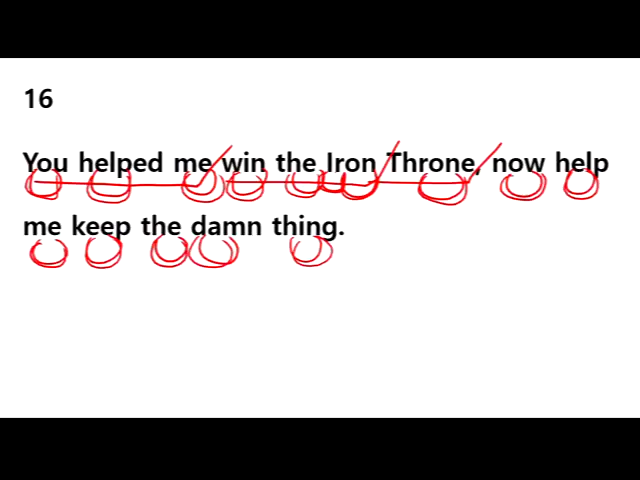 16
You helped me win the Iron Throne, now help
me keep the damn thing.